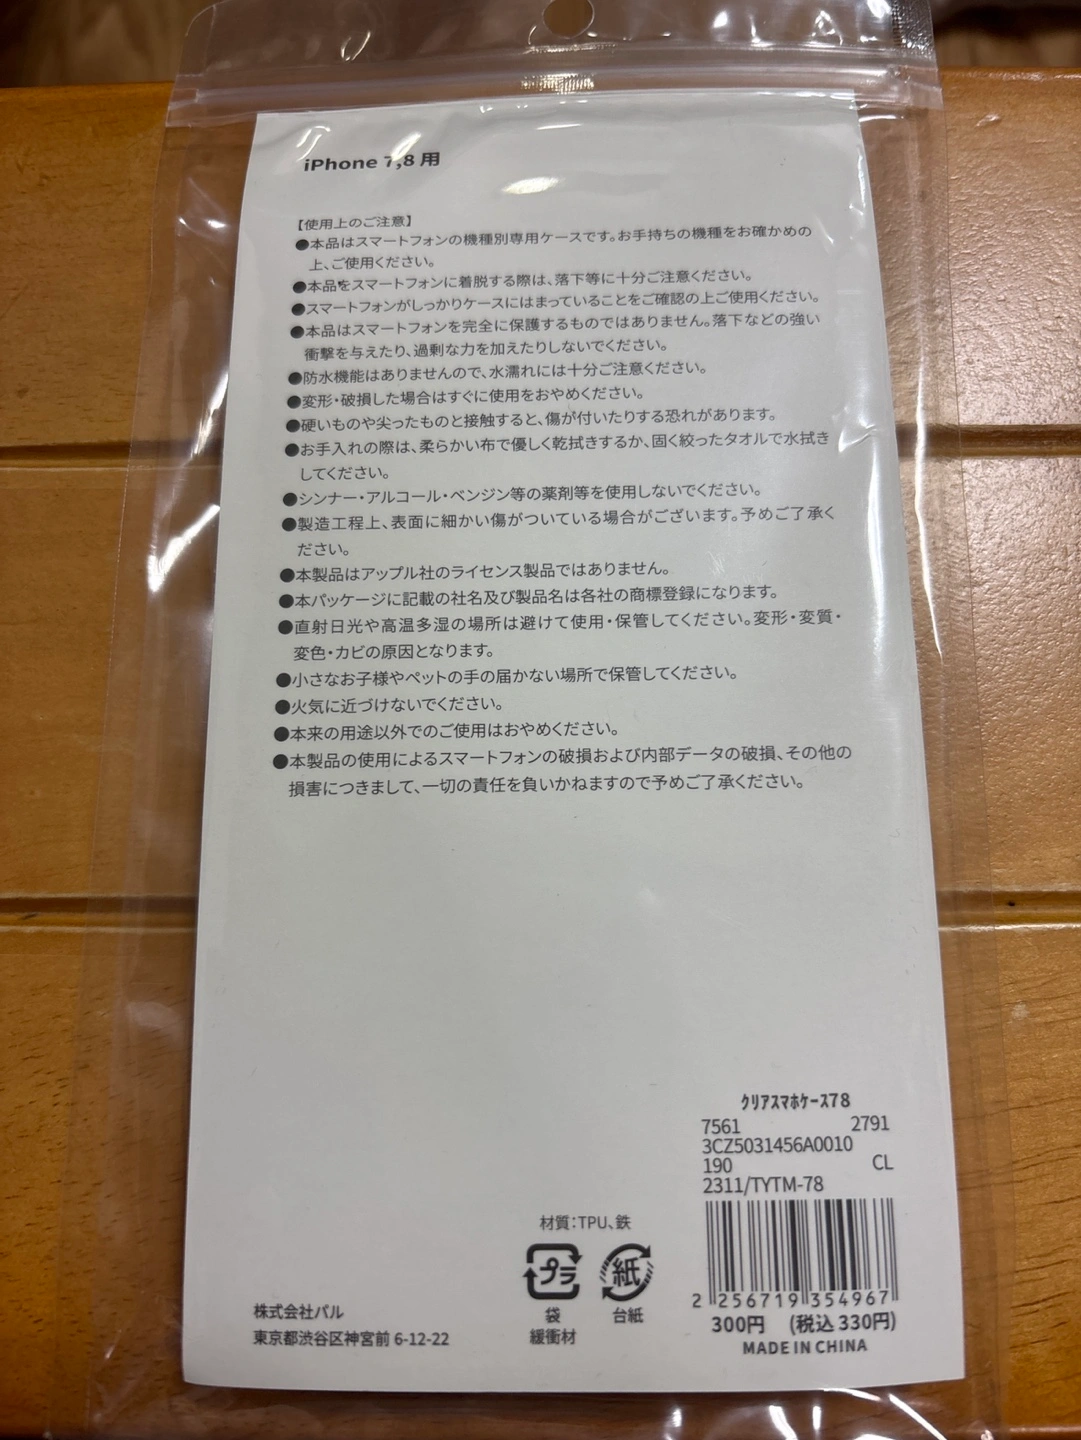 iPhone 7,8 用
【使用上のご注意】
●本品はスマートフォンの機種別専用ケースです。お手持ちの機種をお確かめの
上、ご使用ください。
●本品をスマートフォンに着脱する際は、落下等に十分ご注意ください。
●スマートフォンがしっかりケースにはまっていることをご確認の上ご使用ください。
●本品はスマートフォンを完全に保護するものではありません。落下などの強い
衝撃を与えたり、過剰な力を加えたりしないでください。
●防水機能はありませんので、水濡れには十分ご注意ください。
●変形・破損した場合はすぐに使用をおやめください。
●硬いものや尖ったものと接触すると、傷が付いたりする恐れがあります。
●お手入れの際は、柔らかい布で優しく乾拭きするか、固く絞ったタオルで水拭き
してください。
●シンナー・アルコール・ベンジン等の薬剤等を使用しないでください。
●製造工程上、表面に細かい傷がついている場合がございます。予めご了承く
ださい。
●本製品はアップル社のライセンス製品ではありません。
●本パッケージに記載の社名及び製品名は各社の商標登録になります。
●直射日光や高温多湿の場所は避けて使用・保管してください。変形・変質・
変色・カビの原因となります。
●小さなお子様やペットの手の届かない場所で保管してください。
●火気に近づけないでください。
●本来の用途以外でのご使用はおやめください。
●本製品の使用によるスマートフォンの破損および内部データの破損、その他の
損害につきまして、一切の責任を負いかねますので予めご了承ください。
ｸﾘｱｽﾏﾎｹｰｽ78
7561 2791
3CZ5031456A0010
190 CL
2311/TYTM-78
材質：TPU、鉄
プラ 紙
袋 台紙
緩衝材
2 256719 354967
300円 (税込 330円)
MADE IN CHINA
株式会社パル
東京都渋谷区神宮前 6-12-22